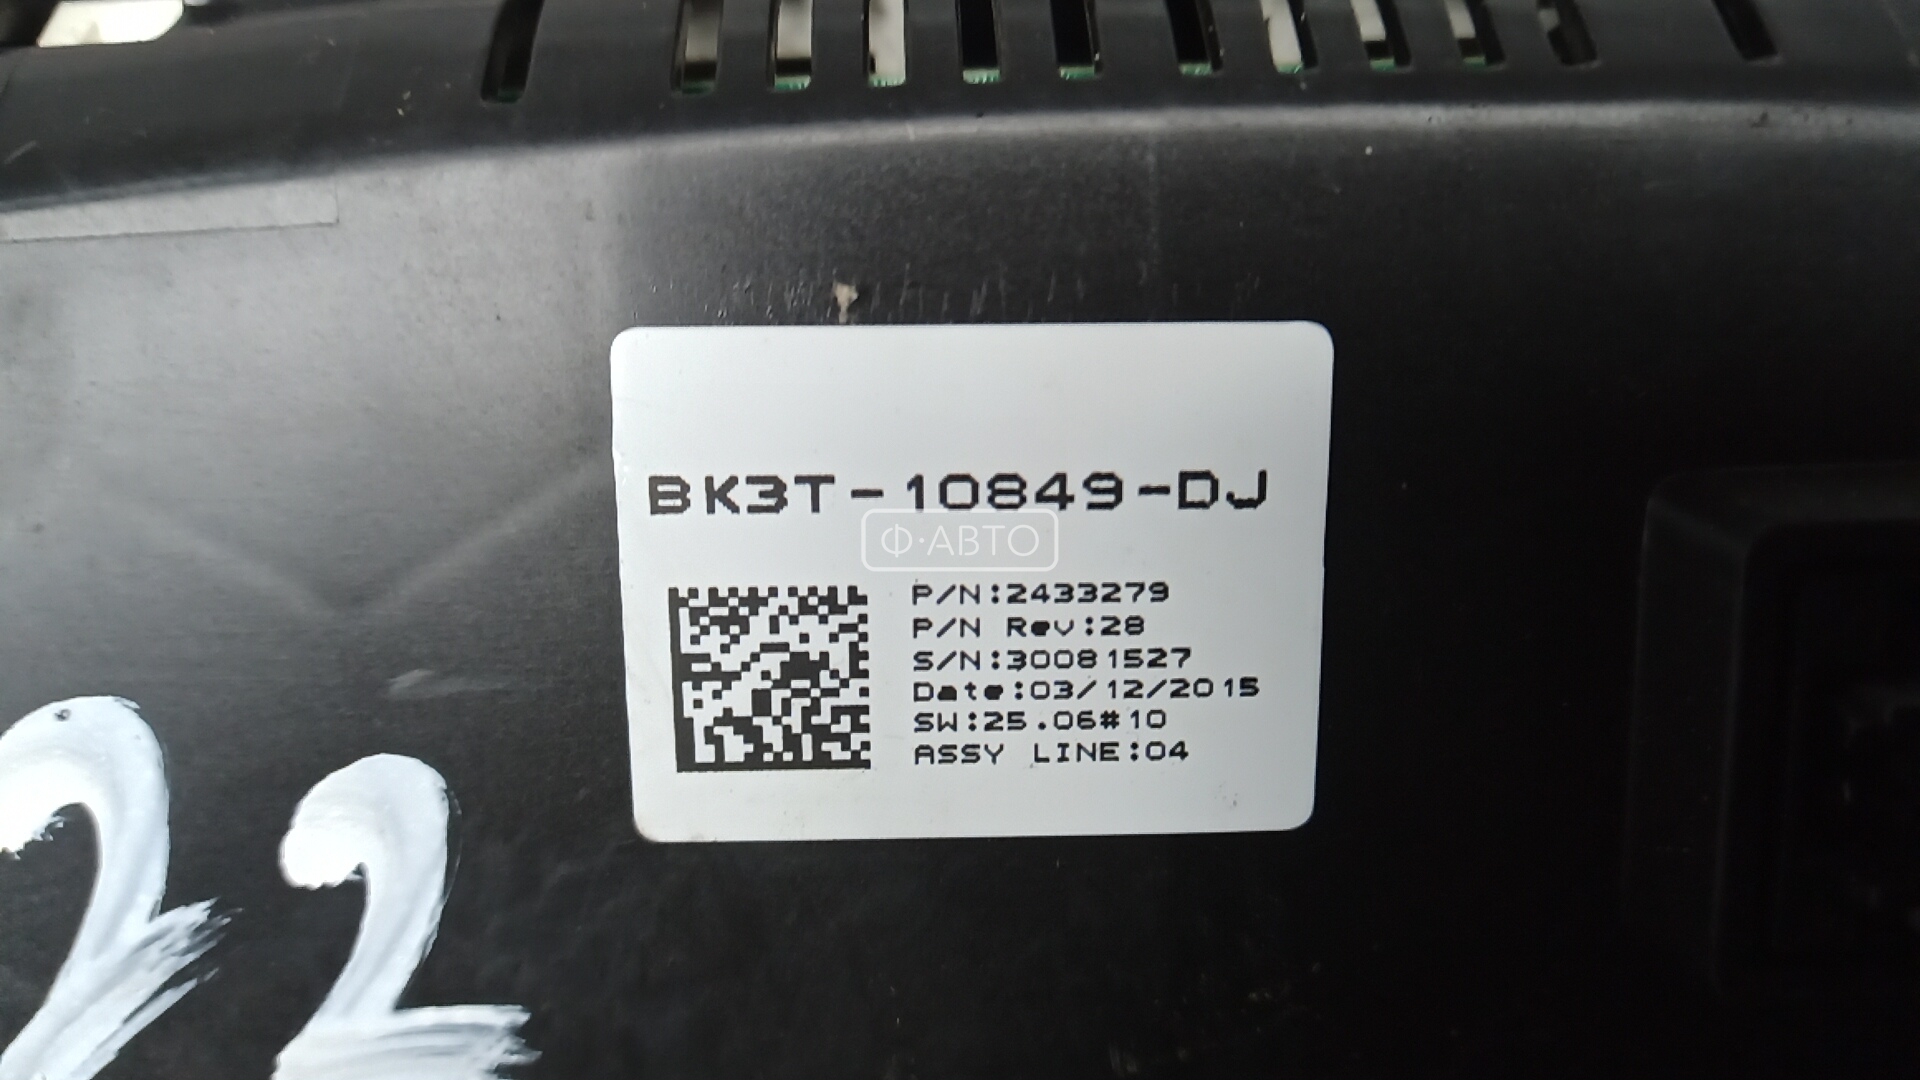 BK3T-10849-DJ
Ф·АВТО
P/N:2433279
P/N Rev:28
S/N:30081527
Date:03/12/2015
SW:25.06#10
ASSY LINE:04
22